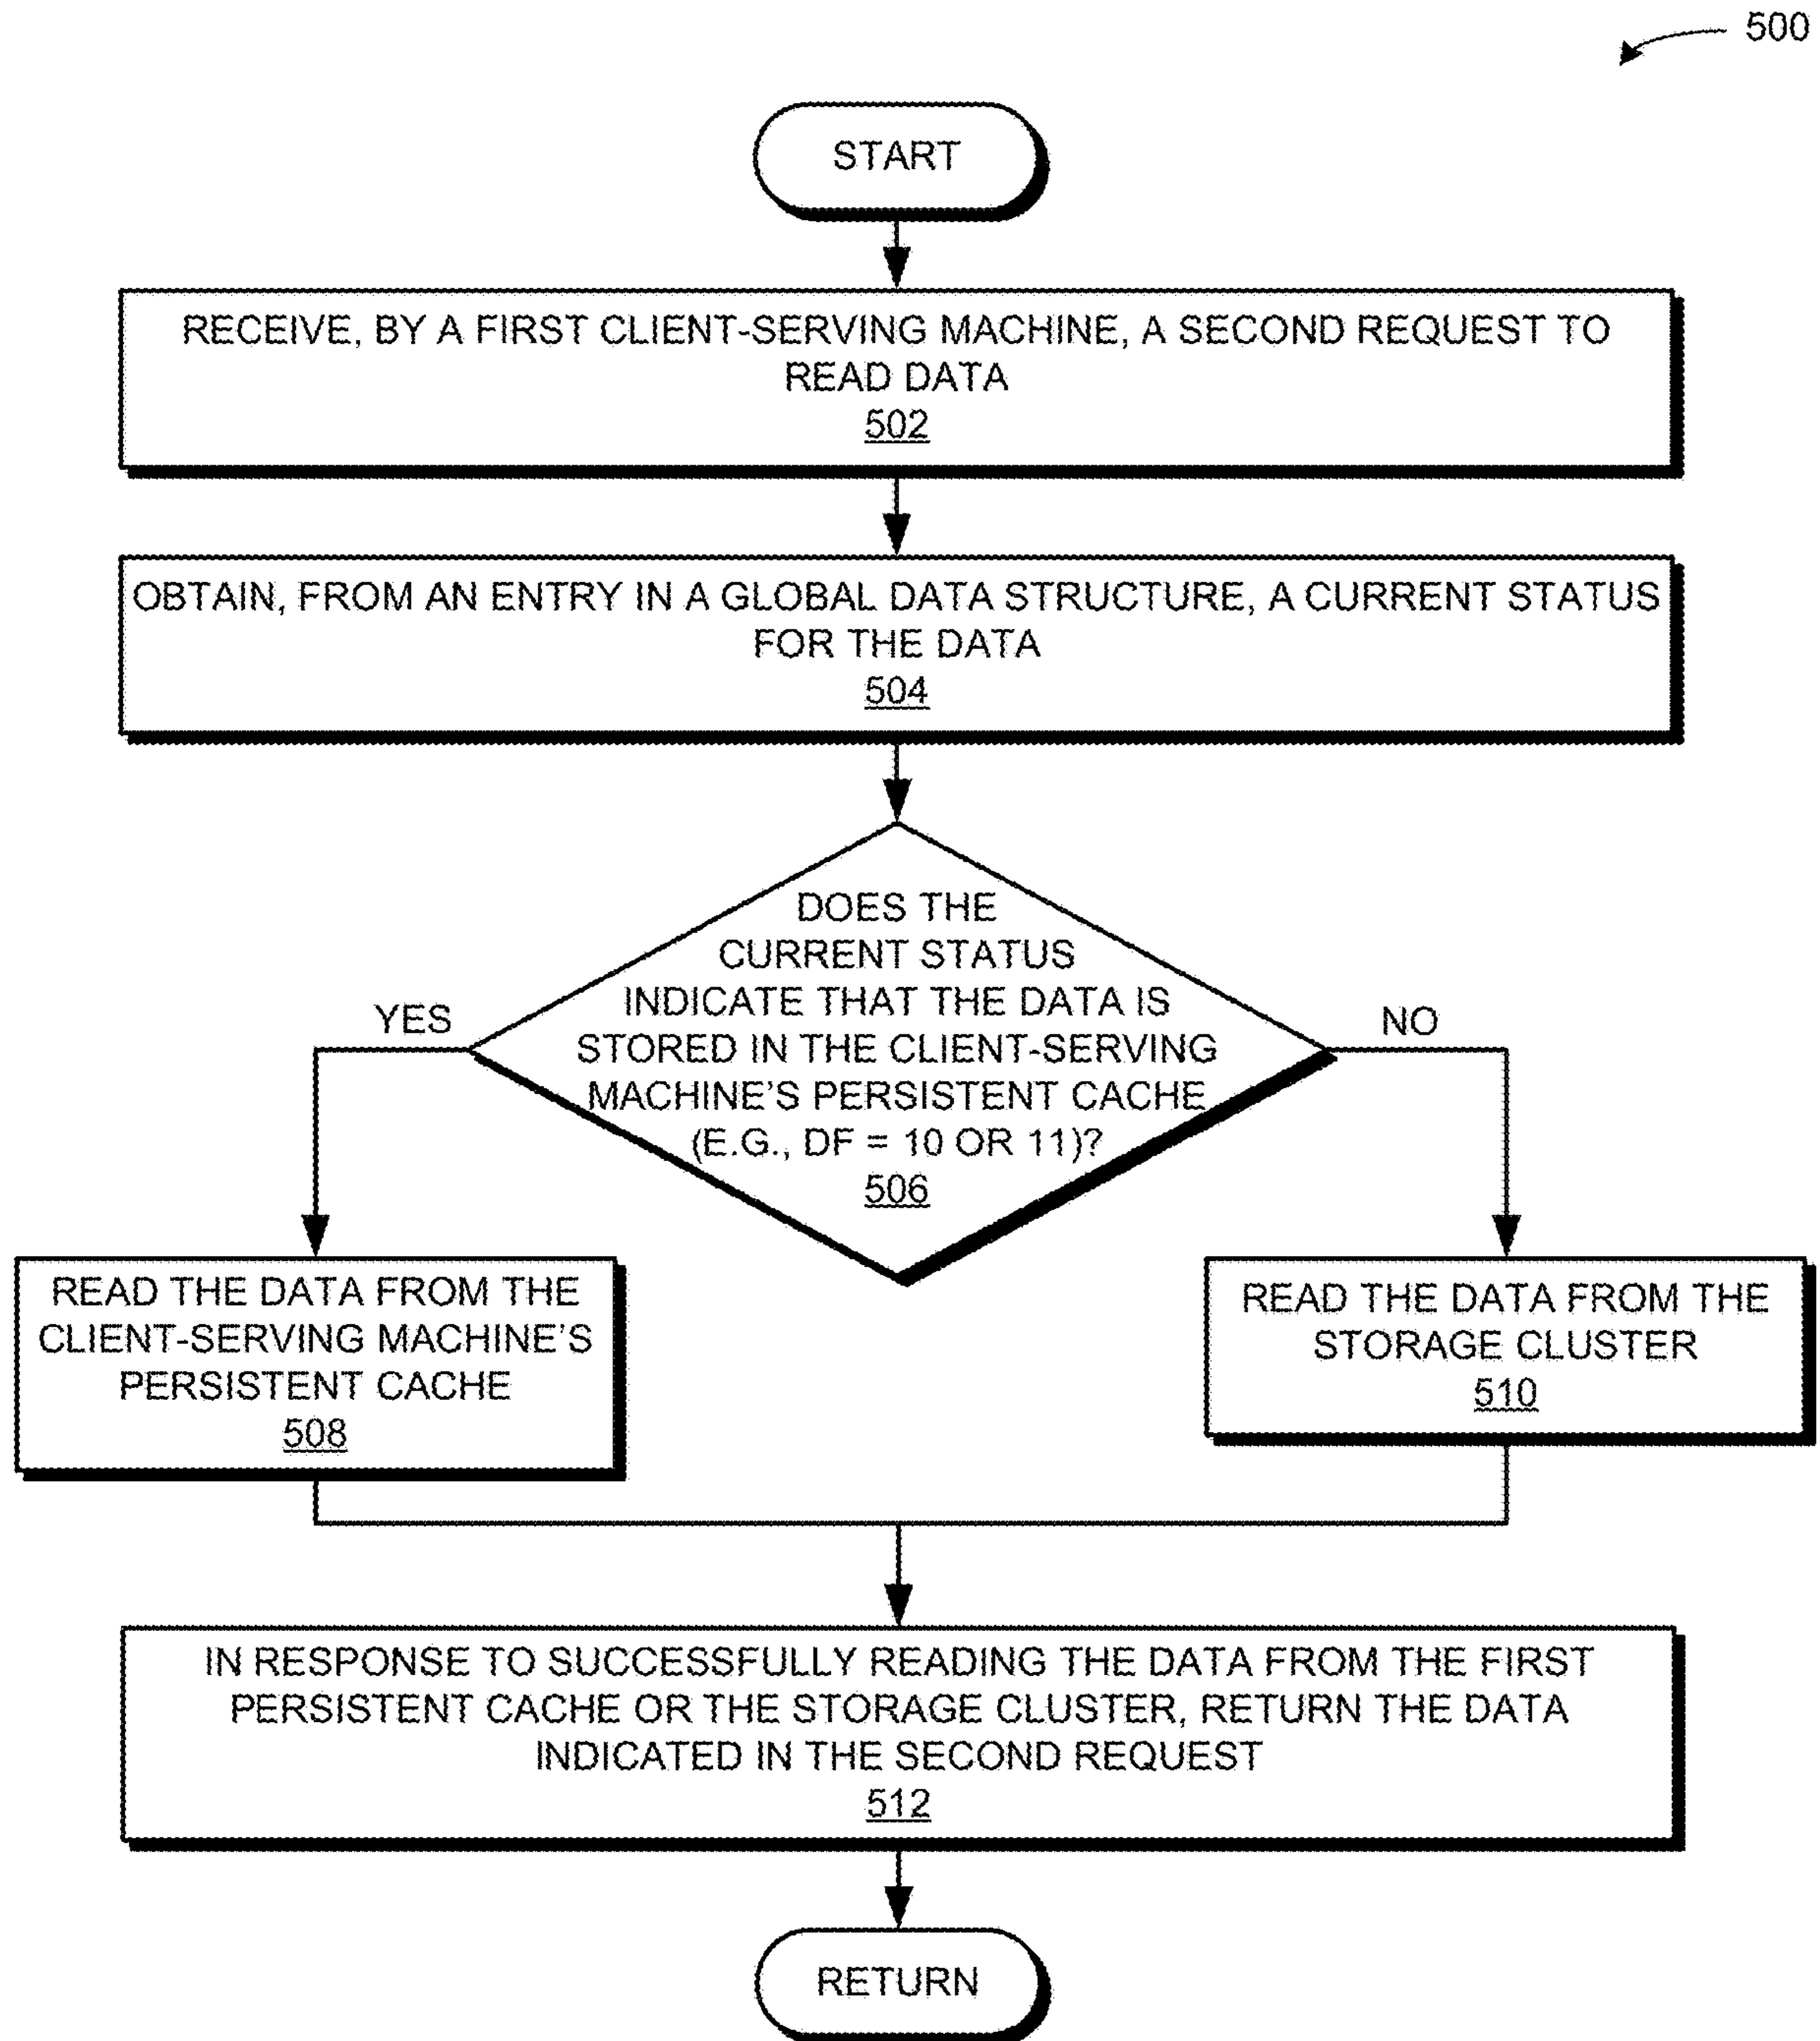 500
START
RECEIVE, BY A FIRST CLIENT-SERVING MACHINE, A SECOND REQUEST TO
READ DATA
502
OBTAIN, FROM AN ENTRY IN A GLOBAL DATA STRUCTURE, A CURRENT STATUS
FOR THE DATA
504
DOES THE
CURRENT STATUS
INDICATE THAT THE DATA IS
STORED IN THE CLIENT-SERVING
MACHINE'S PERSISTENT CACHE
(E.G., DF = 10 OR 11)?
506
YES
NO
READ THE DATA FROM THE
CLIENT-SERVING MACHINE'S
PERSISTENT CACHE
508
READ THE DATA FROM THE
STORAGE CLUSTER
510
IN RESPONSE TO SUCCESSFULLY READING THE DATA FROM THE FIRST
PERSISTENT CACHE OR THE STORAGE CLUSTER, RETURN THE DATA
INDICATED IN THE SECOND REQUEST
512
RETURN